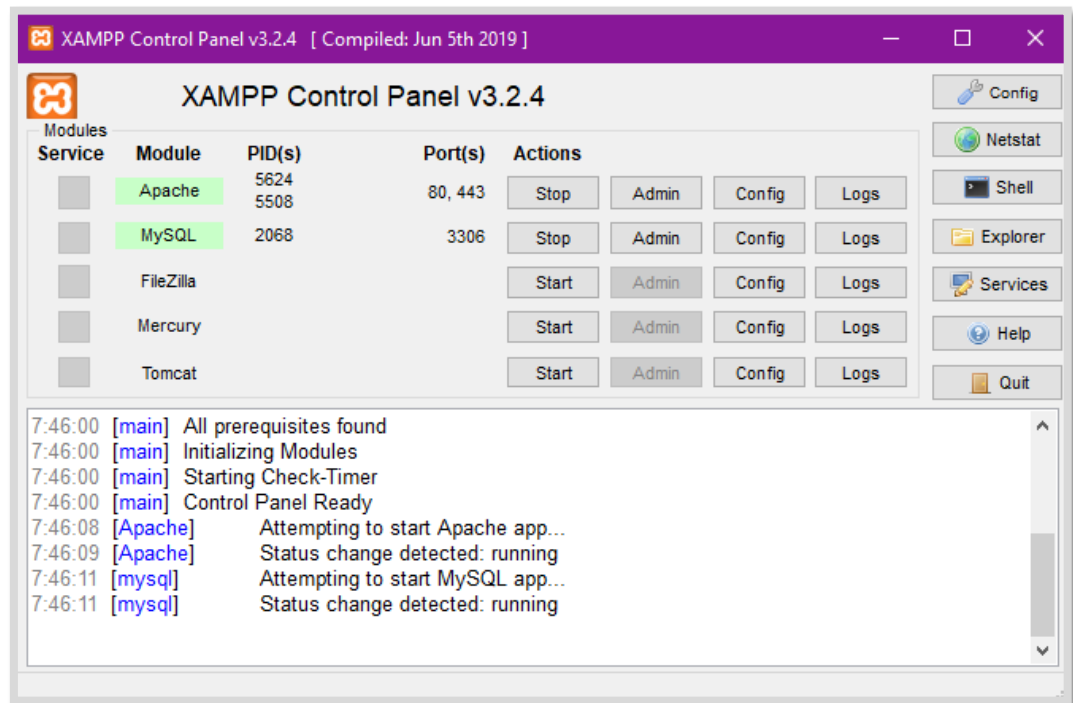 XAMPP Control Panel v3.2.4 [ Compiled: Jun 5th 2019 ]
XAMPP Control Panel v3.2.4
Config
Netstat
Shell
Explorer
Services
Help
Quit
Modules
Service Module PID(s) Port(s) Actions
Apache 5624 5508 80, 443 Stop Admin Config Logs
MySQL 2068 3306 Stop Admin Config Logs
FileZilla Start Admin Config Logs
Mercury Start Admin Config Logs
Tomcat Start Admin Config Logs
7:46:00 [main] All prerequisites found
7:46:00 [main] Initializing Modules
7:46:00 [main] Starting Check-Timer
7:46:00 [main] Control Panel Ready
7:46:08 [Apache] Attempting to start Apache app...
7:46:09 [Apache] Status change detected: running
7:46:11 [mysql] Attempting to start MySQL app...
7:46:11 [mysql] Status change detected: running